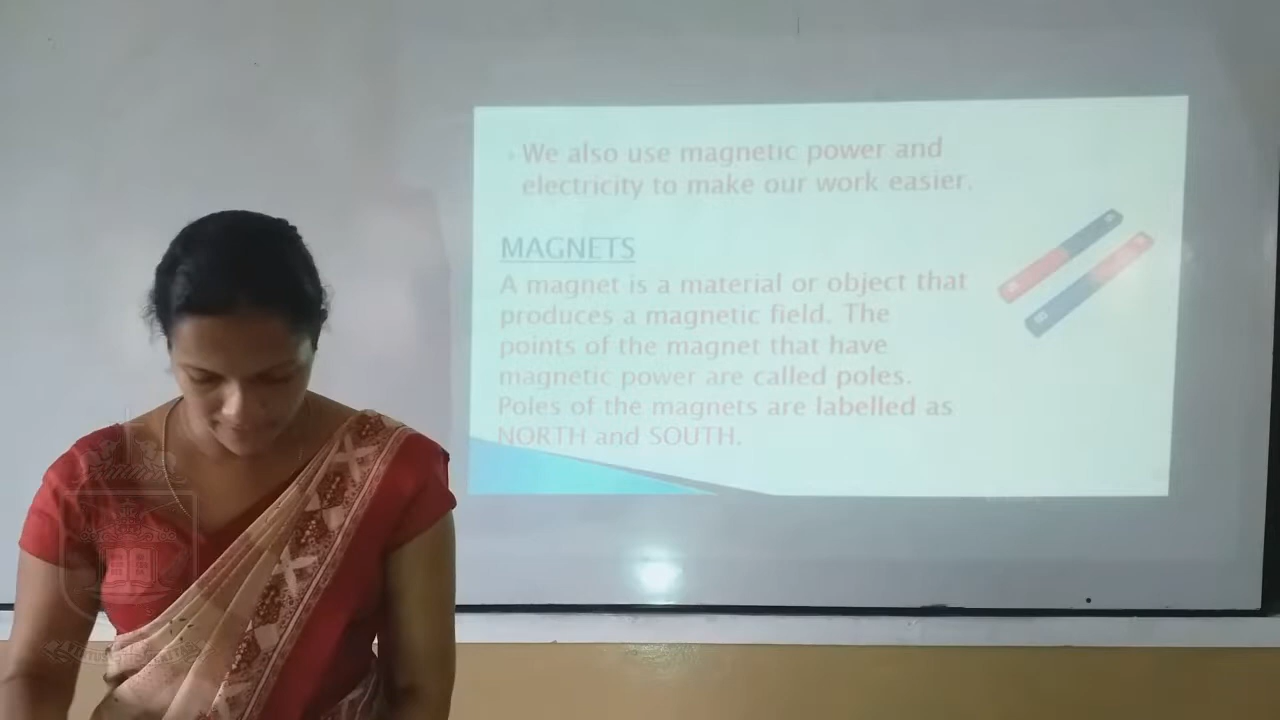 We also use magnetic power and
electricity to make our work easier.
MAGNETS
A magnet is a material or object that
produces a magnetic field. The
points of the magnet that have
magnetic power are called poles.
Poles of the magnets are labelled as
NORTH and SOUTH.